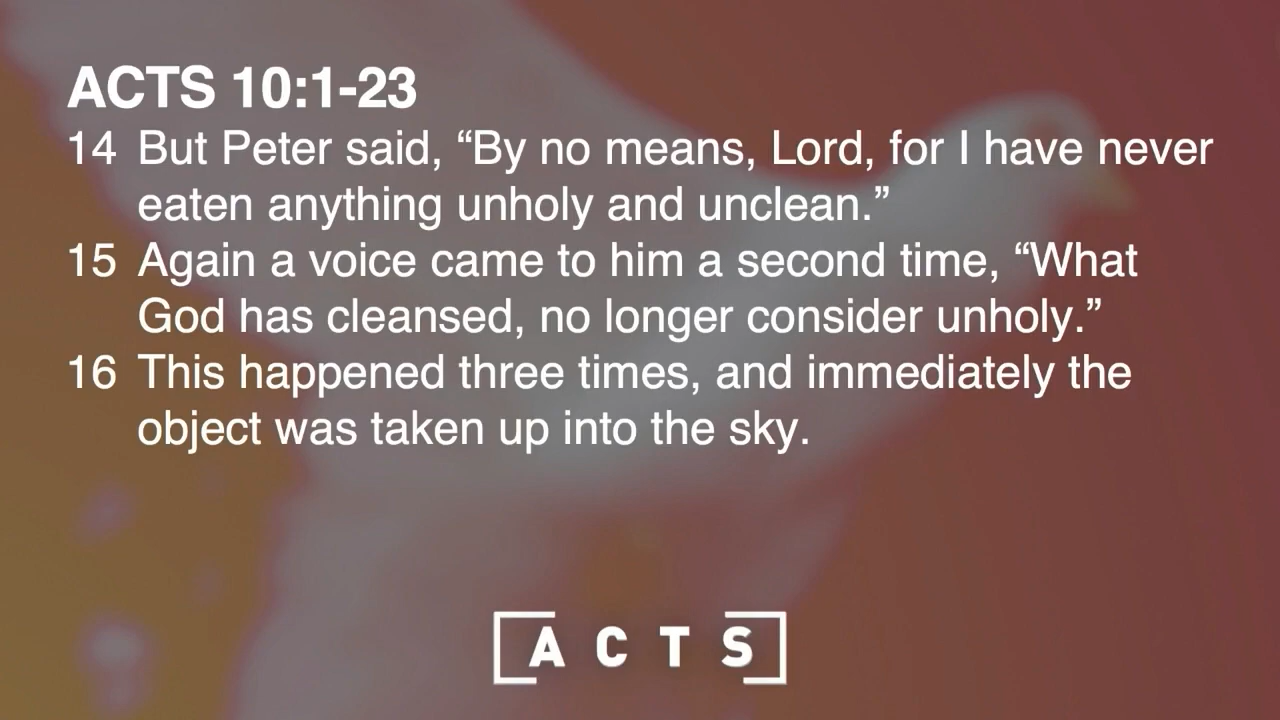 ACTS 10:1-23
14 But Peter said, “By no means, Lord, for I have never
eaten anything unholy and unclean.”
15 Again a voice came to him a second time, “What
God has cleansed, no longer consider unholy.”
16 This happened three times, and immediately the
object was taken up into the sky.
ACTS